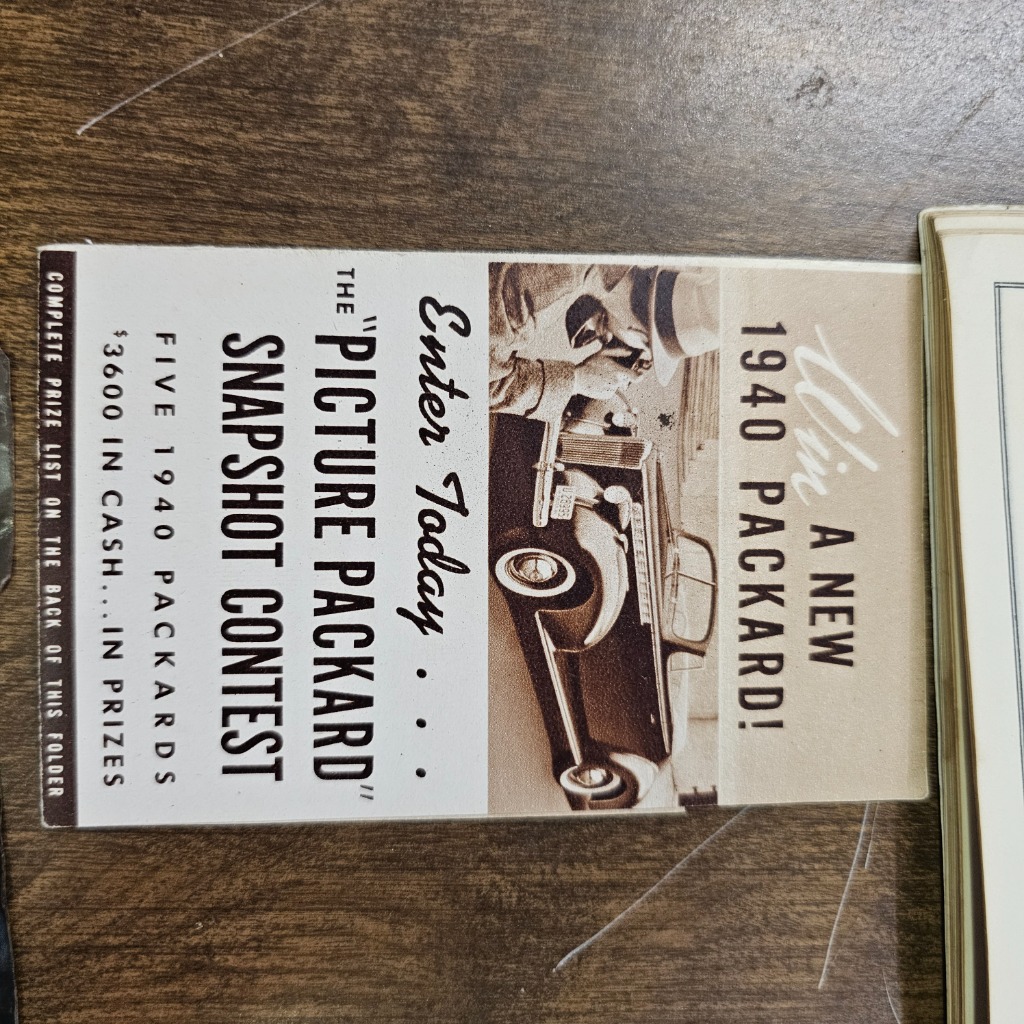 Win A NEW
1940 PACKARD!
Enter Today . . .
THE "PICTURE PACKARD"
SNAPSHOT CONTEST
FIVE 1940 PACKARDS
$3600 IN CASH...IN PRIZES
COMPLETE PRIZE LIST ON THE BACK OF THIS FOLDER